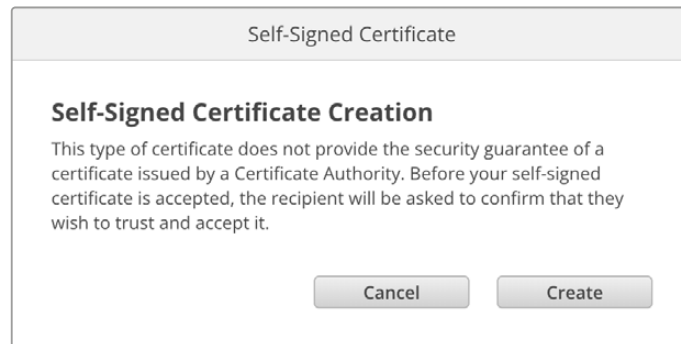 Self-Signed Certificate
Self-Signed Certificate Creation
This type of certificate does not provide the security guarantee of a
certificate issued by a Certificate Authority. Before your self-signed
certificate is accepted, the recipient will be asked to confirm that they
wish to trust and accept it.
Cancel
Create